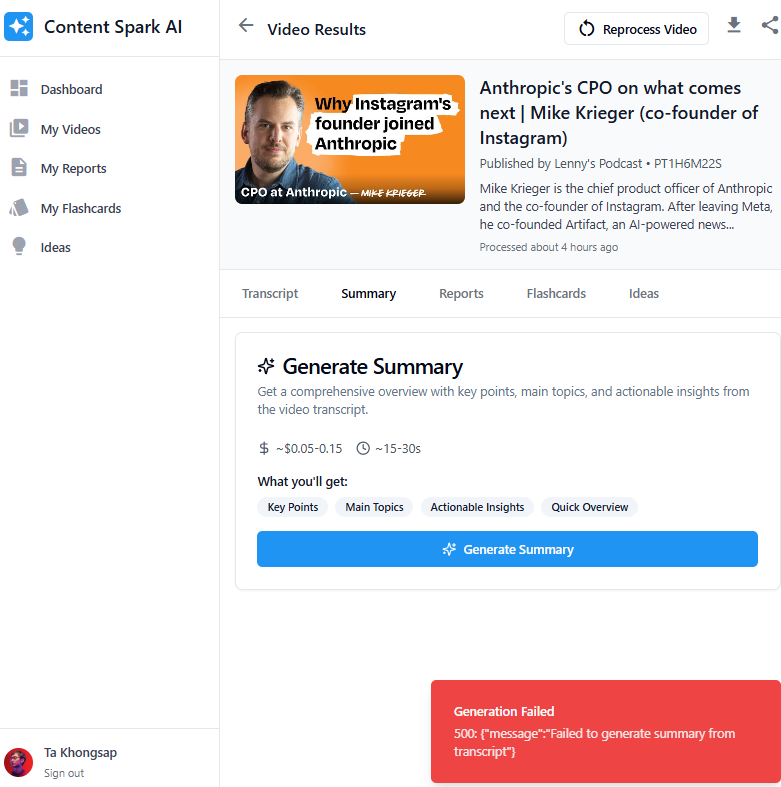 Content Spark AI
Dashboard
My Videos
My Reports
My Flashcards
Ideas
Ta Khongsap
Sign out
Video Results
Reprocess Video
Why Instagram's
founder joined
Anthropic
CPO at Anthropic — MIKE KRIEGER
Anthropic's CPO on what comes
next | Mike Krieger (co-founder of
Instagram)
Published by Lenny's Podcast • PT1H6M22S
Mike Krieger is the chief product officer of Anthropic
and the co-founder of Instagram. After leaving Meta,
he co-founded Artifact, an AI-powered news...
Processed about 4 hours ago
Transcript
Summary
Reports
Flashcards
Ideas
Generate Summary
Get a comprehensive overview with key points, main topics, and actionable insights from
the video transcript.
$ ~$0.05-0.15 ~15-30s
What you'll get:
Key Points
Main Topics
Actionable Insights
Quick Overview
Generate Summary
Generation Failed
500: {"message":"Failed to generate summary from
transcript"}